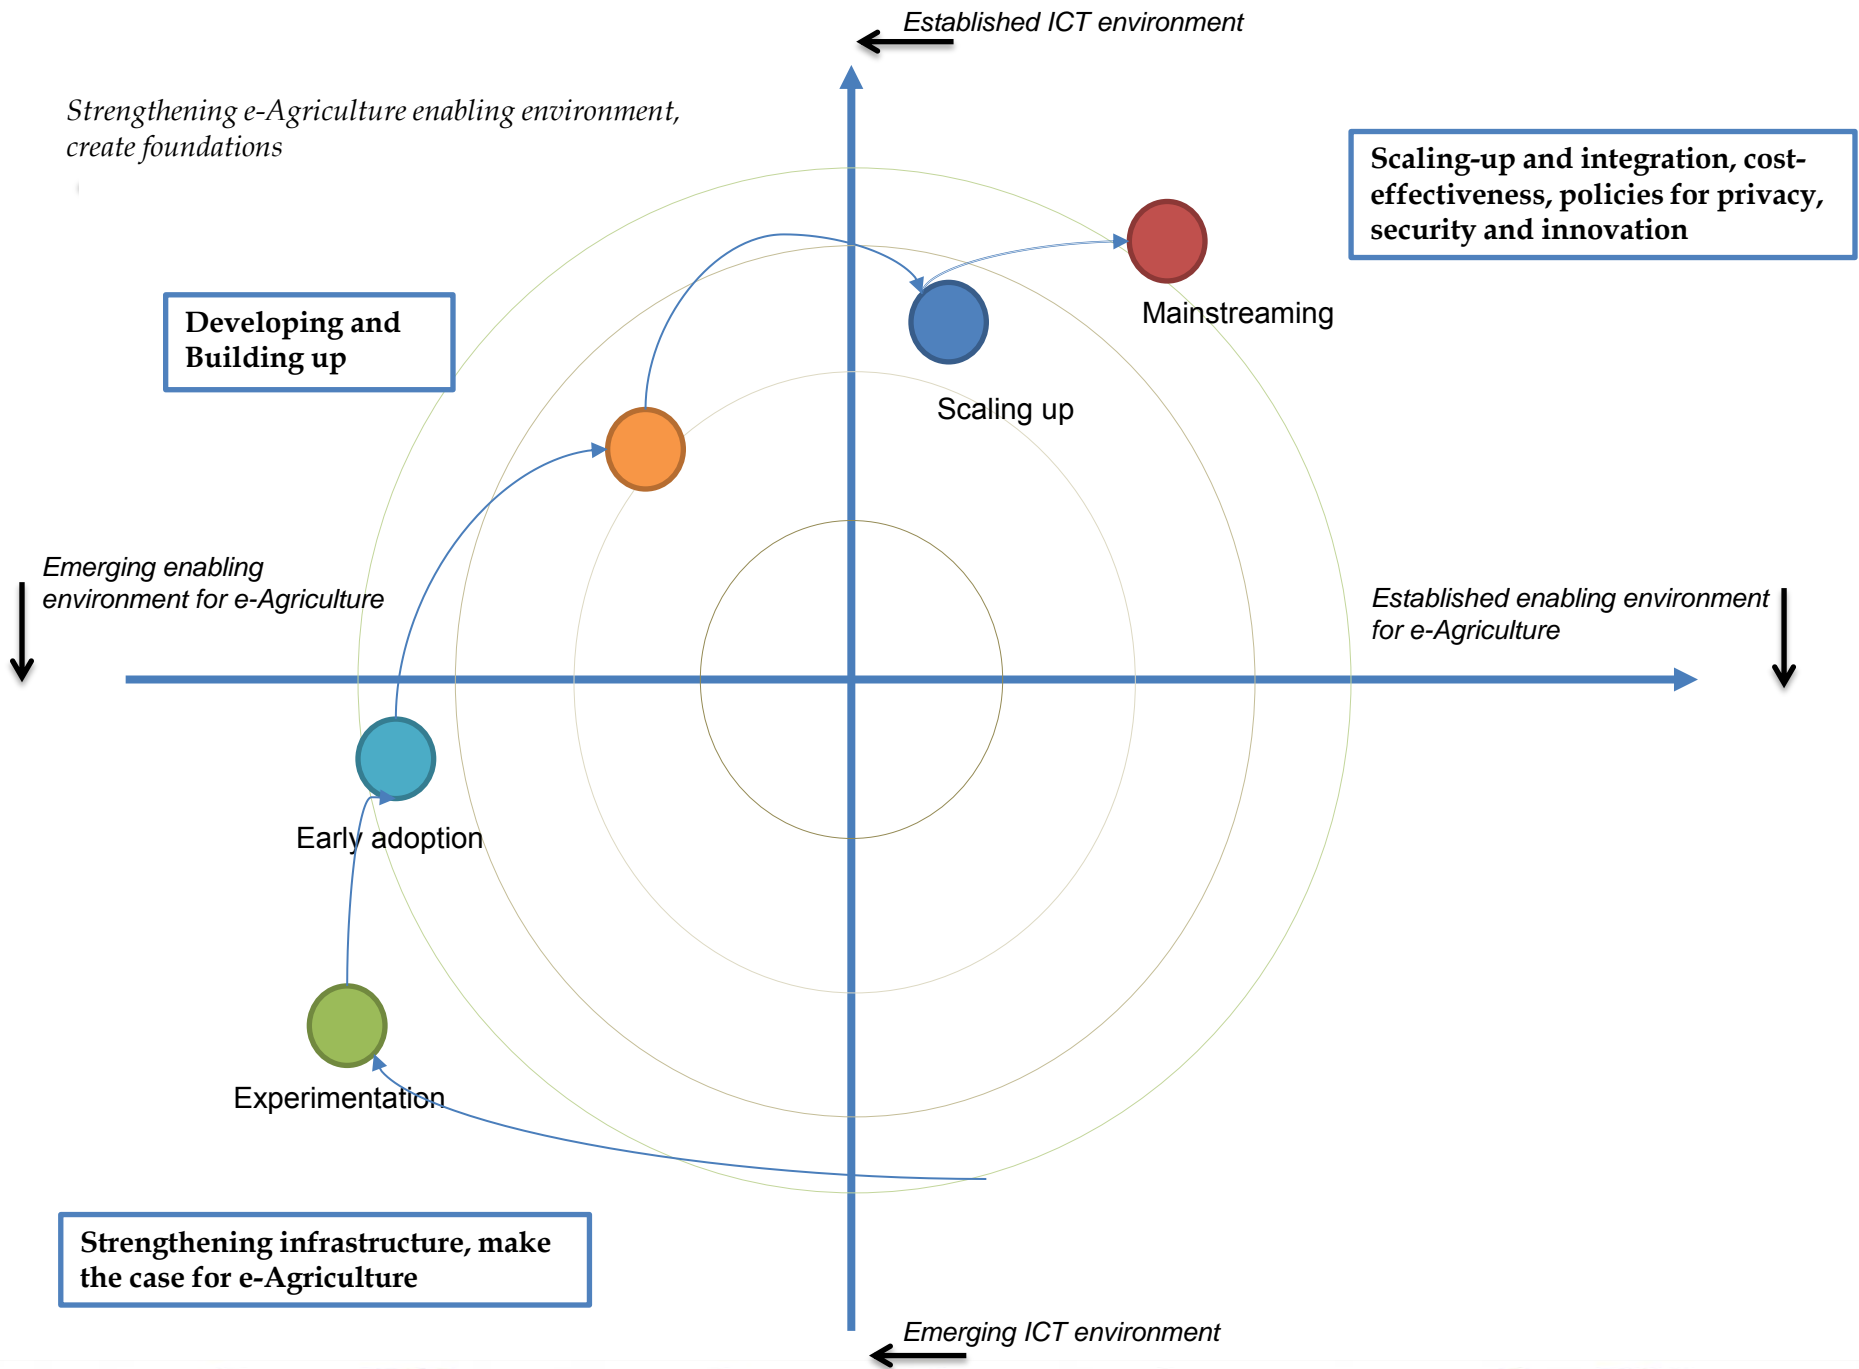 Established ICT environment
Strengthening e-Agriculture enabling environment,
create foundations
Scaling-up and integration, cost-
effectiveness, policies for privacy,
security and innovation
Developing and
Building up
Mainstreaming
Scaling up
Emerging enabling
environment for e-Agriculture
Established enabling environment
for e-Agriculture
Early adoption
Experimentation
Strengthening infrastructure, make
the case for e-Agriculture
Emerging ICT environment